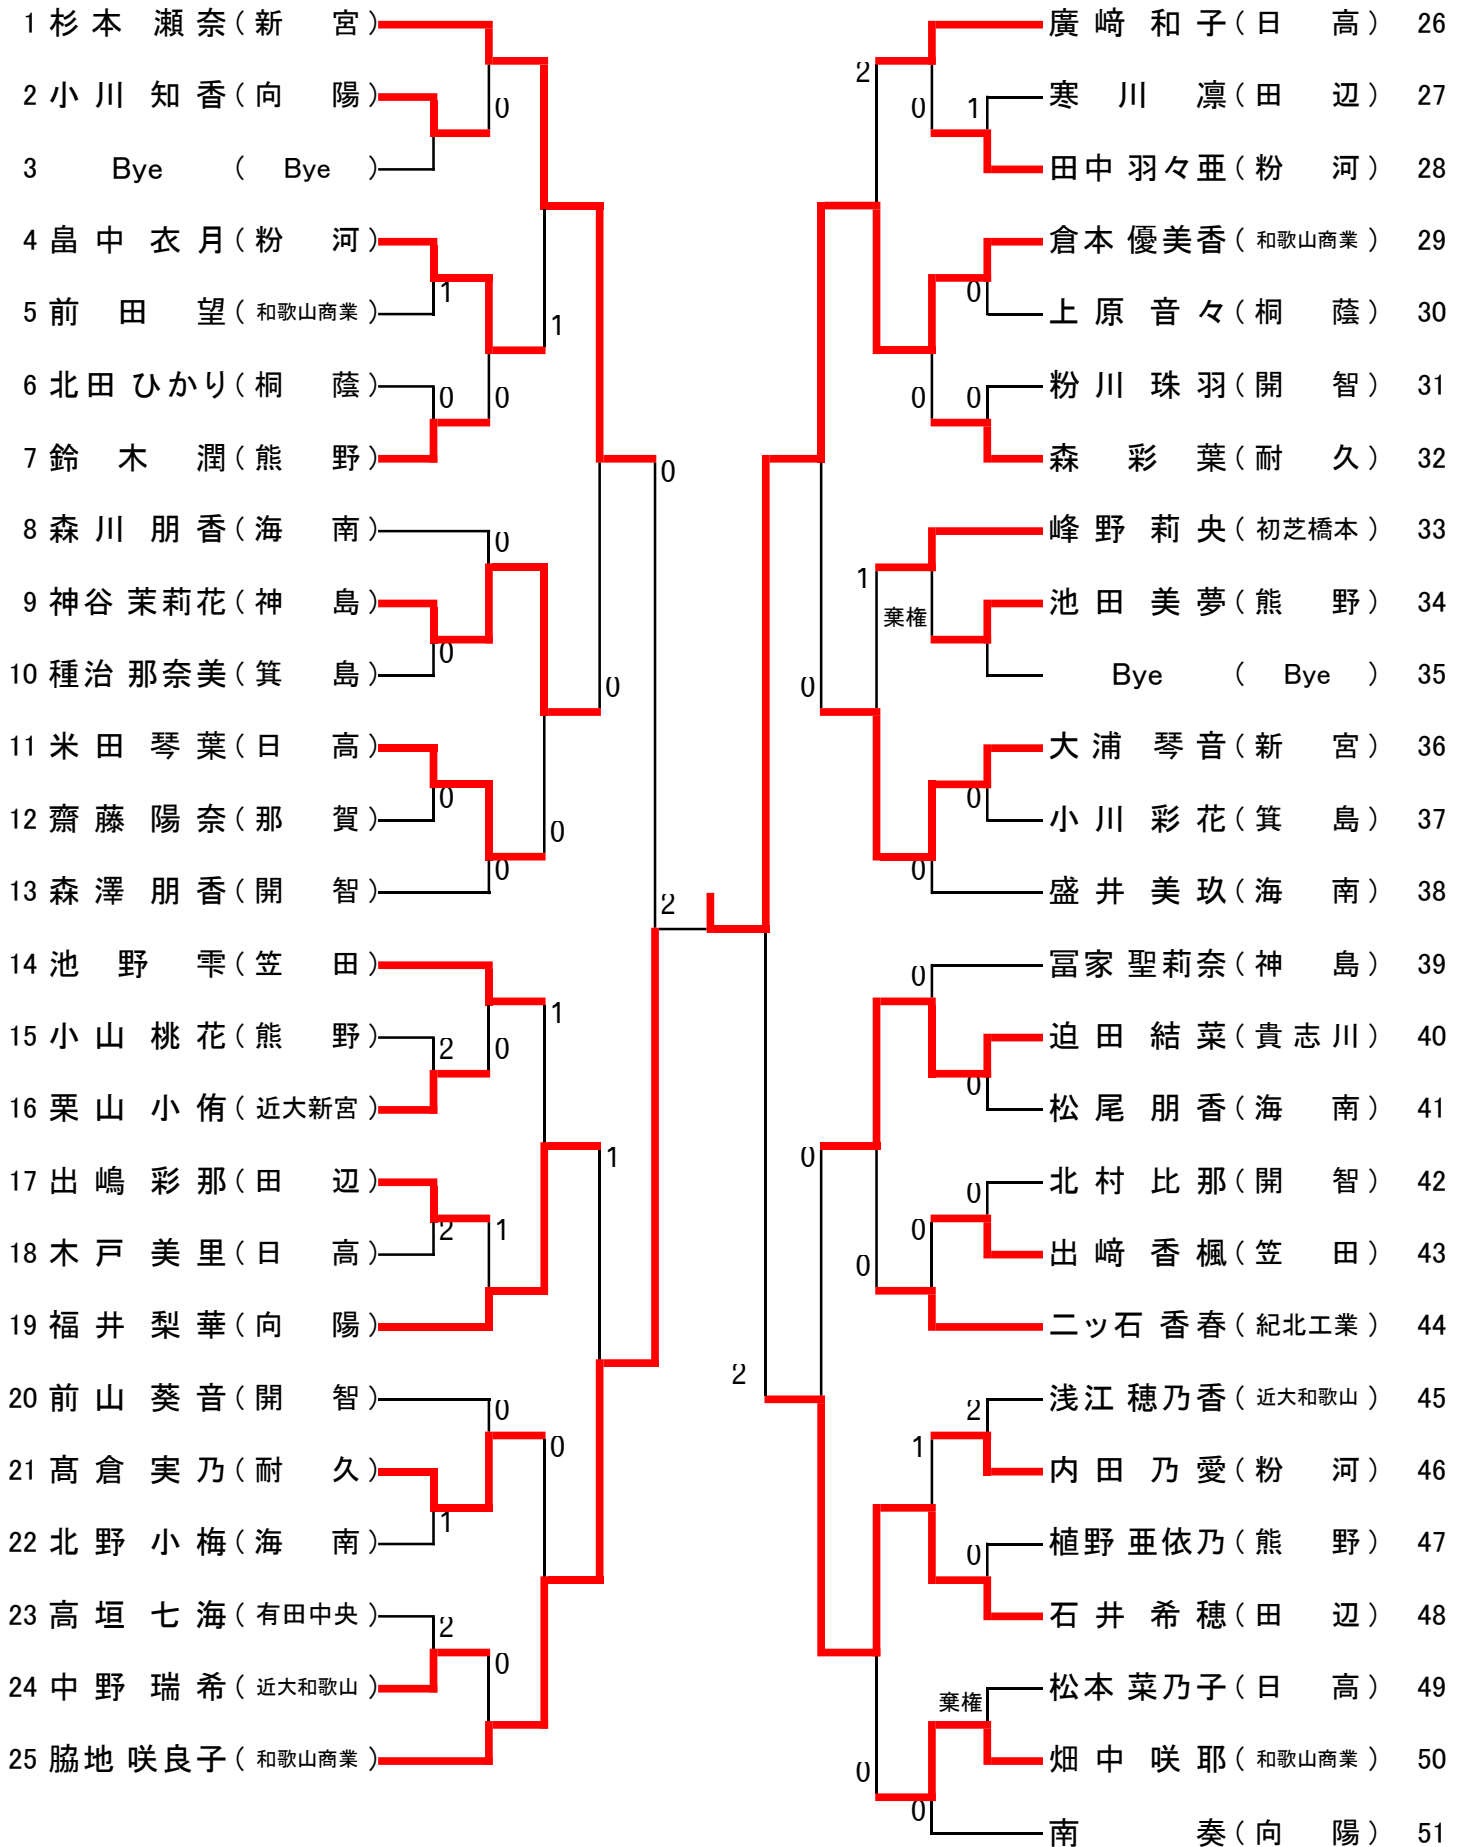 1 杉本 瀬奈 ( 新 宮 )
2 小川 知香 ( 向 陽 )
3 Bye ( Bye )
4 畠中 衣月 ( 粉 河 )
5 前田 望 ( 和歌山商業 )
6 北田 ひかり ( 桐 蔭 )
7 鈴木 潤 ( 熊 野 )
8 森川 朋香 ( 海 南 )
9 神谷 茉莉花 ( 神 島 )
10 種治 那奈美 ( 箕 島 )
11 米田 琴葉 ( 日 高 )
12 齋藤 陽奈 ( 那 賀 )
13 森澤 朋香 ( 開 智 )
14 池野 雫 ( 笠 田 )
15 小山 桃花 ( 熊 野 )
16 栗山 小侑 ( 近大新宮 )
17 出嶋 彩那 ( 田 辺 )
18 木戸 美里 ( 日 高 )
19 福井 梨華 ( 向 陽 )
20 前山 葵音 ( 開 智 )
21 髙倉 実乃 ( 耐 久 )
22 北野 小梅 ( 海 南 )
23 高垣 七海 ( 有田中央 )
24 中野 瑞希 ( 近大和歌山 )
25 脇地 咲良子 ( 和歌山商業 )
0
1
1
0
0
0
0
0
0
0
0
0
1
2
0
1
2
1
0
0
1
2
0
2
廣﨑 和子 ( 日 高 ) 26
寒川 凛 ( 田 辺 ) 27
田中 羽々亜 ( 粉 河 ) 28
倉本 優美香 ( 和歌山商業 ) 29
上原 音々 ( 桐 蔭 ) 30
粉川 珠羽 ( 開 智 ) 31
森 彩葉 ( 耐 久 ) 32
峰野 莉央 ( 初芝橋本 ) 33
池田 美夢 ( 熊 野 ) 34
Bye ( Bye ) 35
大浦 琴音 ( 新 宮 ) 36
小川 彩花 ( 箕 島 ) 37
盛井 美玖 ( 海 南 ) 38
冨家 聖莉奈 ( 神 島 ) 39
迫田 結菜 ( 貴志川 ) 40
松尾 朋香 ( 海 南 ) 41
北村 比那 ( 開 智 ) 42
出﨑 香楓 ( 笠 田 ) 43
二ッ石 香春 ( 紀北工業 ) 44
浅江 穂乃香 ( 近大和歌山 ) 45
内田 乃愛 ( 粉 河 ) 46
植野 亜依乃 ( 熊 野 ) 47
石井 希穂 ( 田 辺 ) 48
松本 菜乃子 ( 日 高 ) 49
畑中 咲耶 ( 和歌山商業 ) 50
南 奏 ( 向 陽 ) 51
2
0
1
0
0
0
1
棄権
0
0
0
0
0
0
0
0
0
2
2
1
0
棄権
0
0